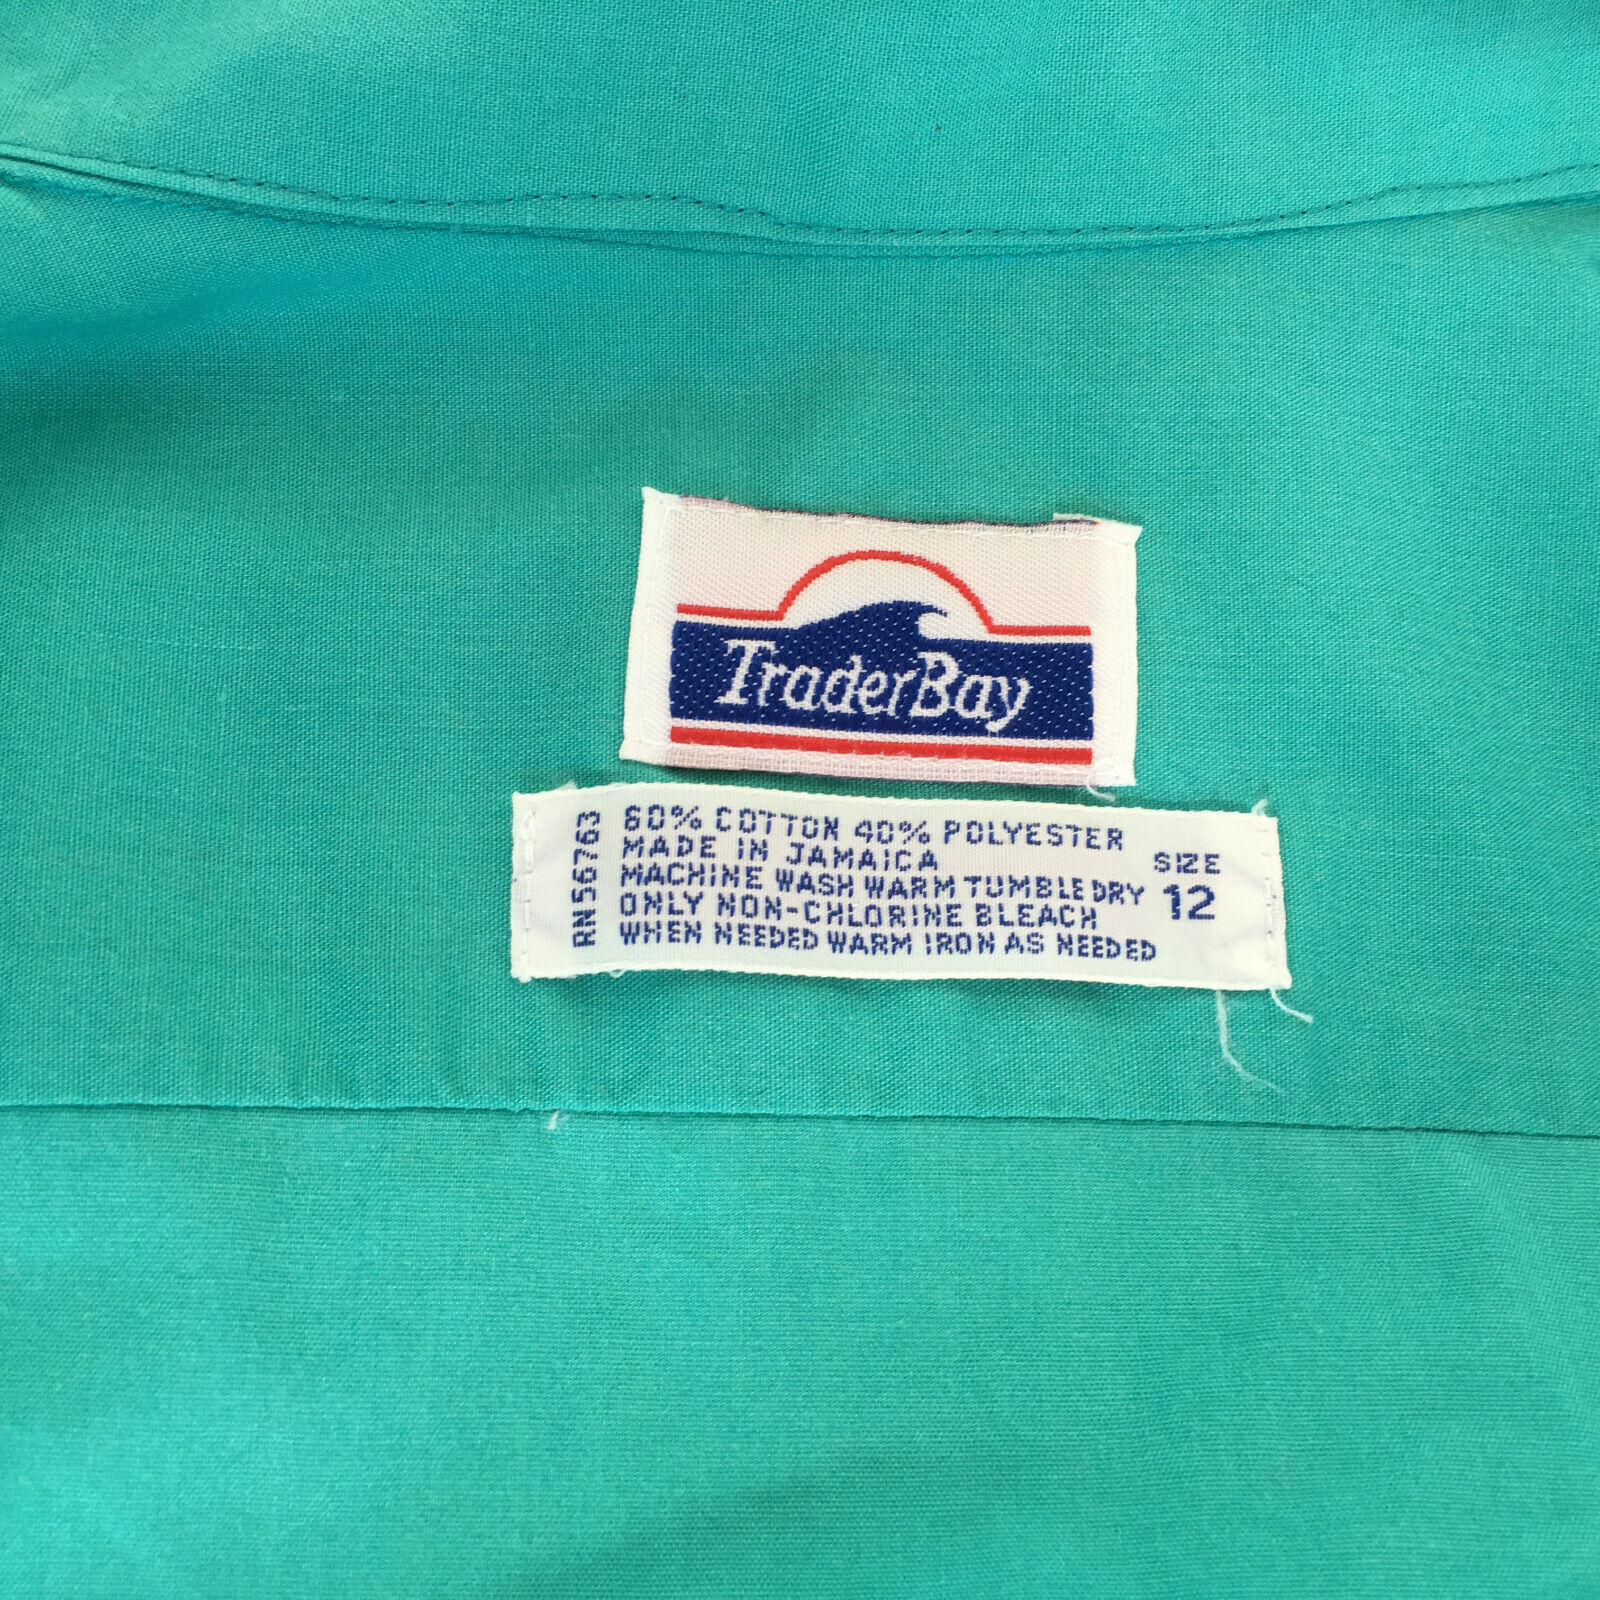 TraderBay
RN56763
60% COTTON 40% POLYESTER
MADE IN JAMAICA
MACHINE WASH WARM TUMBLE DRY
ONLY NON-CHLORINE BLEACH
WHEN NEEDED WARM IRON AS NEEDED
SIZE
12